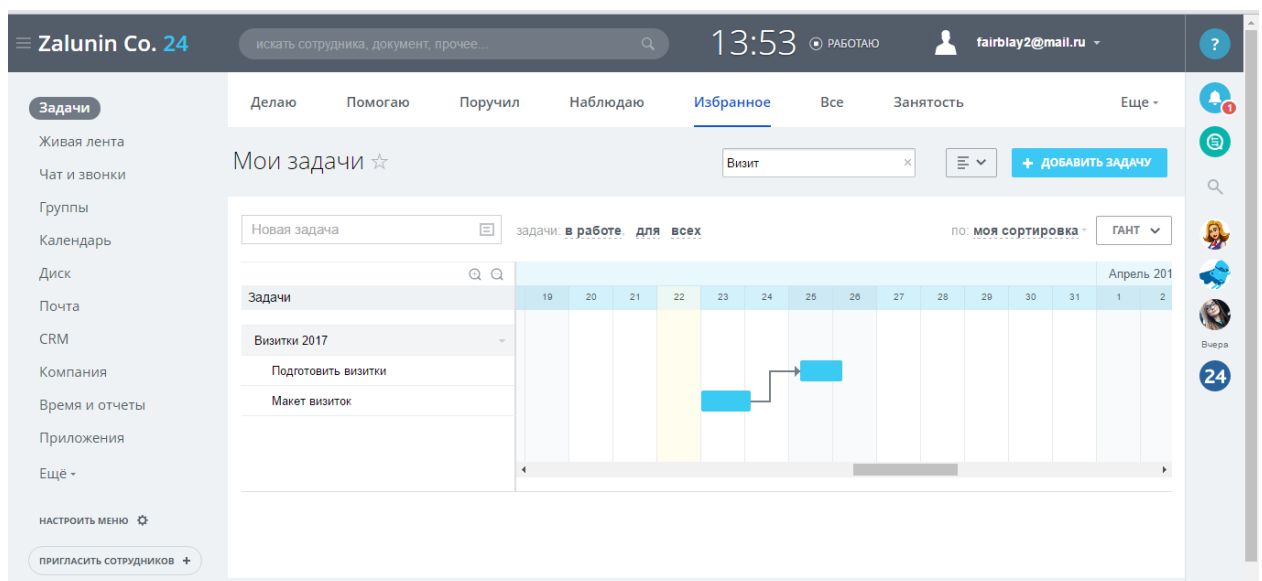 Zalunin Co. 24
искать сотрудника, документ, прочее...
13:53 РАБОТАЮ
fairblay2@mail.ru
?
Задачи
Живая лента
Чат и звонки
Группы
Календарь
Диск
Почта
CRM
Компания
Время и отчеты
Приложения
Ещё
НАСТРОИТЬ МЕНЮ
ПРИГЛАСИТЬ СОТРУДНИКОВ +
Делаю Помогаю Поручил Наблюдаю Избранное Все Занятость Еще
Мои задачи
Визит ×
+ ДОБАВИТЬ ЗАДАЧУ
Новая задача
задачи: в работе, для всех
по: моя сортировка
ГАНТ
Апрель 201
Задачи
19 20 21 22 23 24 25 26 27 28 29 30 31 1 2
Визитки 2017
Подготовить визитки
Макет визиток
1
Вчера
24